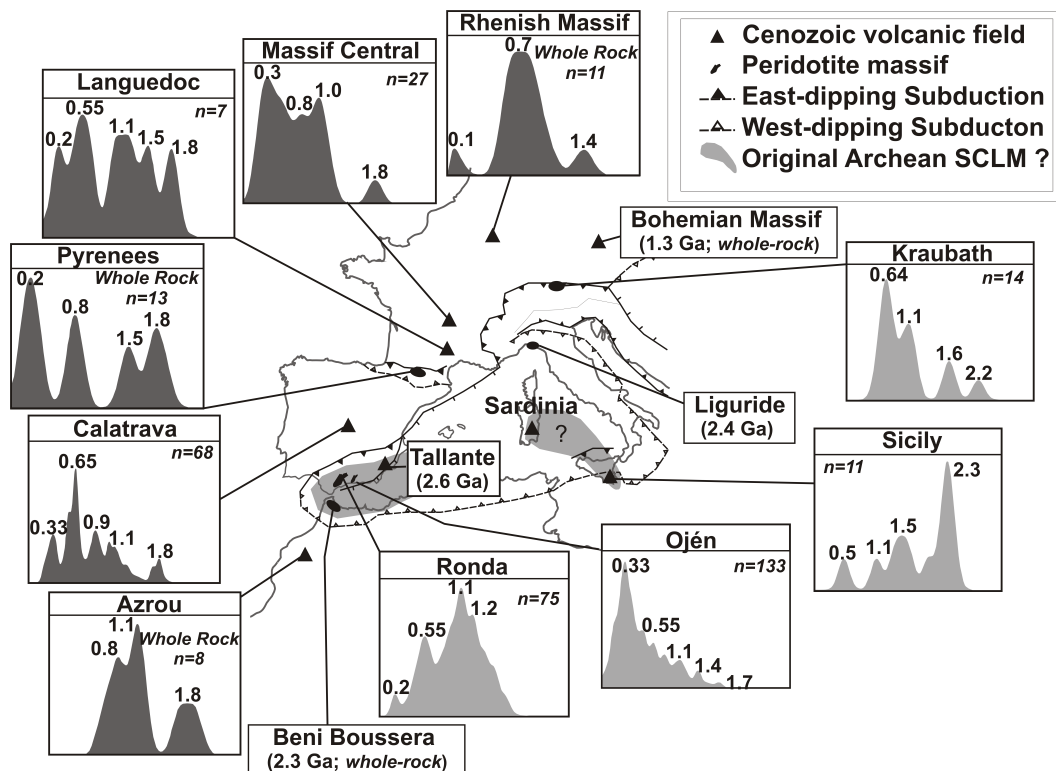 Rhenish Massif
0.7
Whole Rock
n=11
0.1
1.4
Massif Central
0.3
n=27
0.8
1.0
1.8
Languedoc
0.55
n=7
0.2
1.1
1.5
1.8
Cenozoic volcanic field
Peridotite massif
East-dipping Subduction
West-dipping Subducton
Original Archean SCLM ?
Bohemian Massif
(1.3 Ga; whole-rock)
Pyrenees
0.2
Whole Rock
n=13
0.8
1.5
1.8
Kraubath
0.64
n=14
1.1
1.6
2.2
Sardinia
?
Liguride
(2.4 Ga)
Calatrava
n=68
0.65
0.33
0.9
1.1
1.8
Tallante
(2.6 Ga)
Sicily
n=11
2.3
0.5
1.1
1.5
Azrou
1.1
Whole Rock
n=8
0.8
1.8
Ronda
1.1
n=75
1.2
0.55
0.2
Ojén
0.33
n=133
0.55
1.1
1.4
1.7
Beni Boussera
(2.3 Ga; whole-rock)